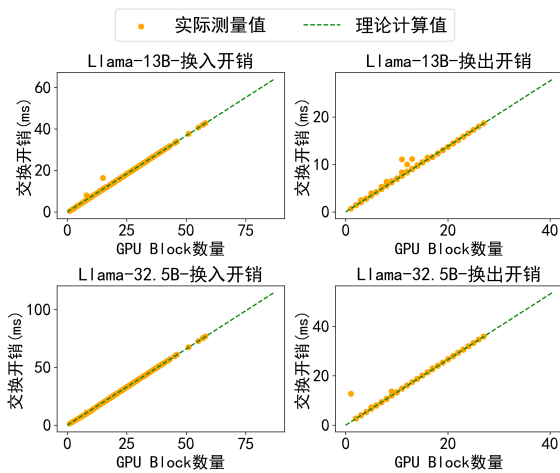 实际测量值 理论计算值
Llama-13B-换入开销 Llama-13B-换出开销
交换开销(ms)
60
40
20
0
0 25 50 75
GPU Block数量
交换开销(ms)
20
10
0
0 20 40
GPU Block数量
Llama-32.5B-换入开销 Llama-32.5B-换出开销
交换开销(ms)
100
50
0
0 25 50 75
GPU Block数量
交换开销(ms)
40
20
0
0 20 40
GPU Block数量